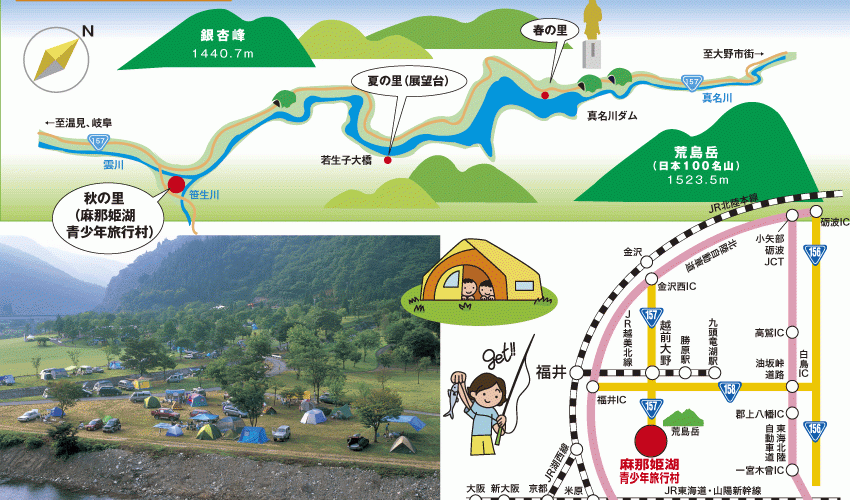 N
銀杏峰
1440.7m
春の里
至大野市街→
夏の里(展望台)
157
真名川
真名川ダム
←至温見、岐阜
157
雲川
若生子大橋
荒島岳
(日本100名山)
1523.5m
笹生川
秋の里
(麻那姫湖
青少年旅行村)
JR北陸本線
砺波IC
小矢部
砺波
JCT
北陸自動車道
金沢
金沢西IC
156
157
JR越美北線
越前大野
勝原駅
九頭竜湖駅
高鷲IC
白鳥IC
油坂峠
道路
福井
福井IC
158
get!!
157
荒島岳
郡上八幡IC
156
東海北陸
自動車道
麻那姫湖
青少年旅行村
一宮木曽IC
JR湖西線
大阪
新大阪
京都
米原
JR東海道・山陽新幹線